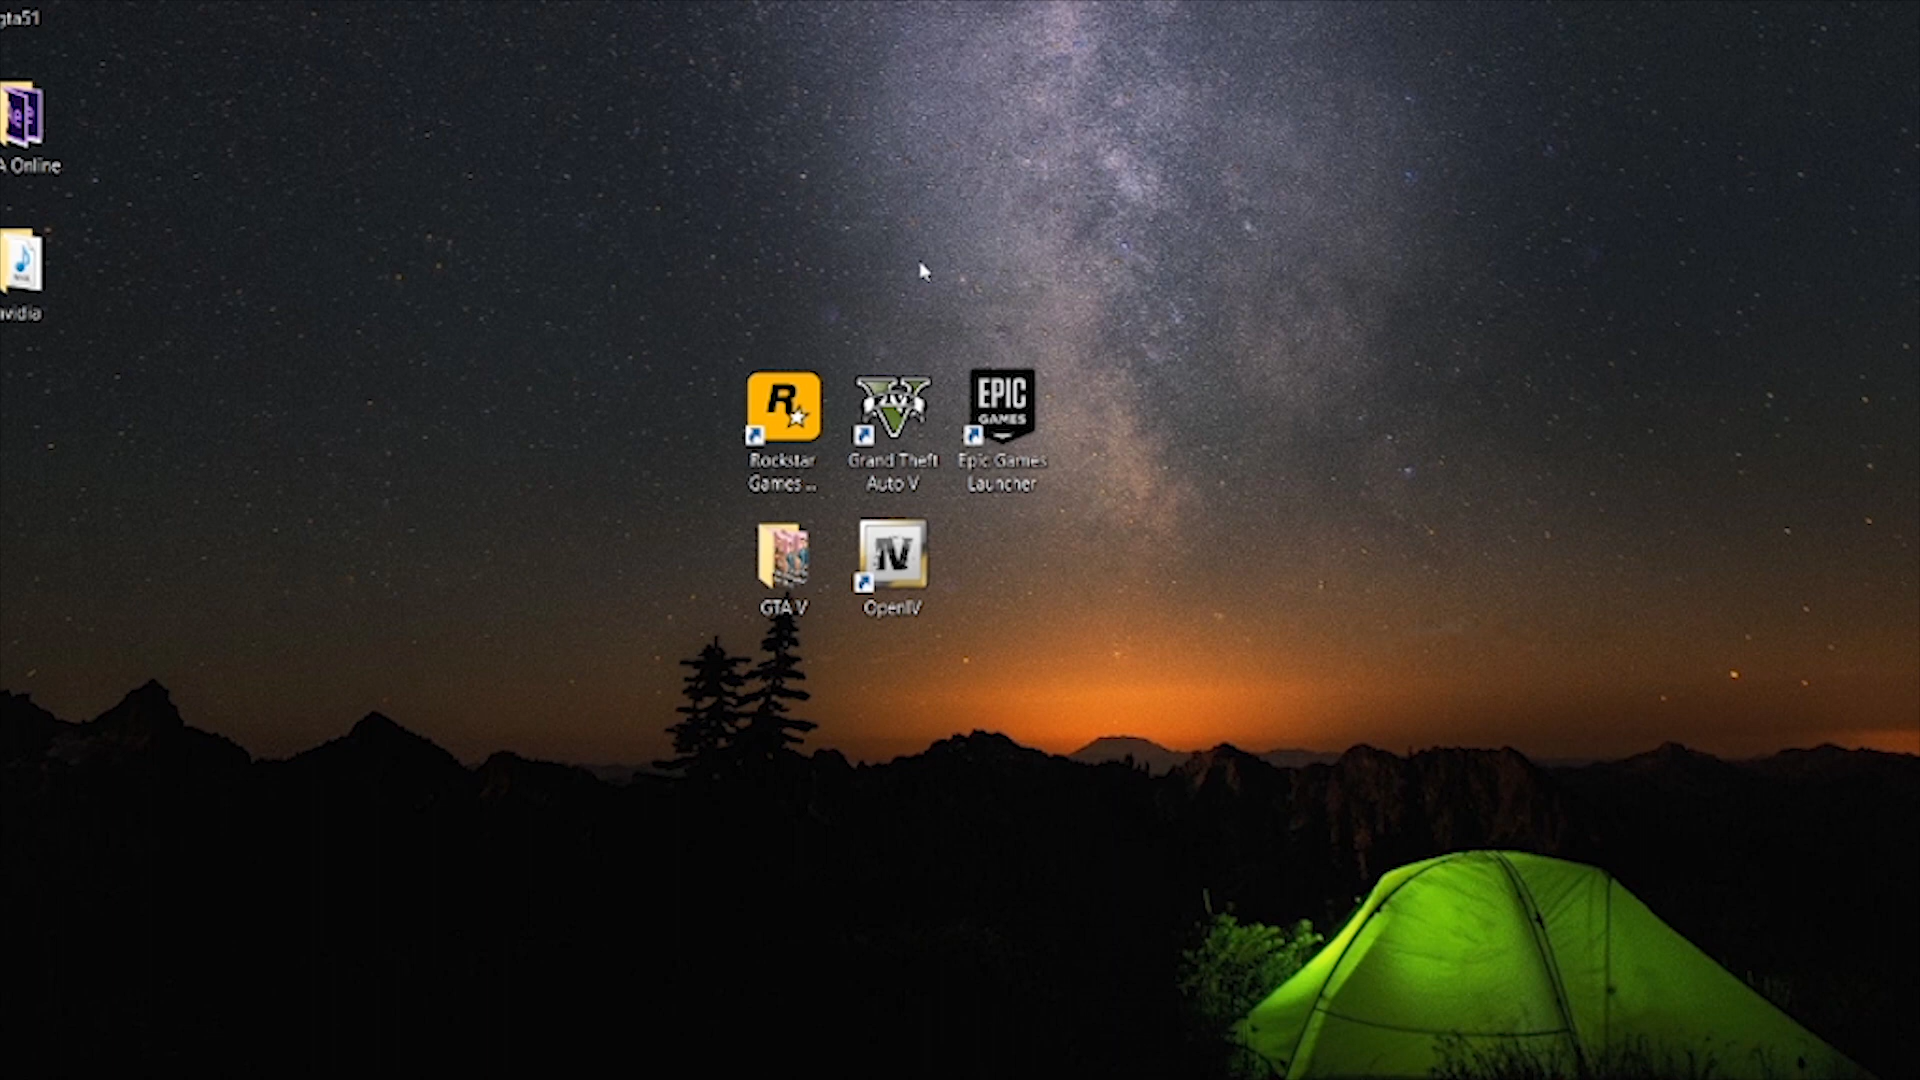 gta51
A Online
vidia
R
EPIC
GAMES
Rockstar
Games ...
Grand Theft
Auto V
Epic Games
Launcher
IV
GTA V
OpenIV